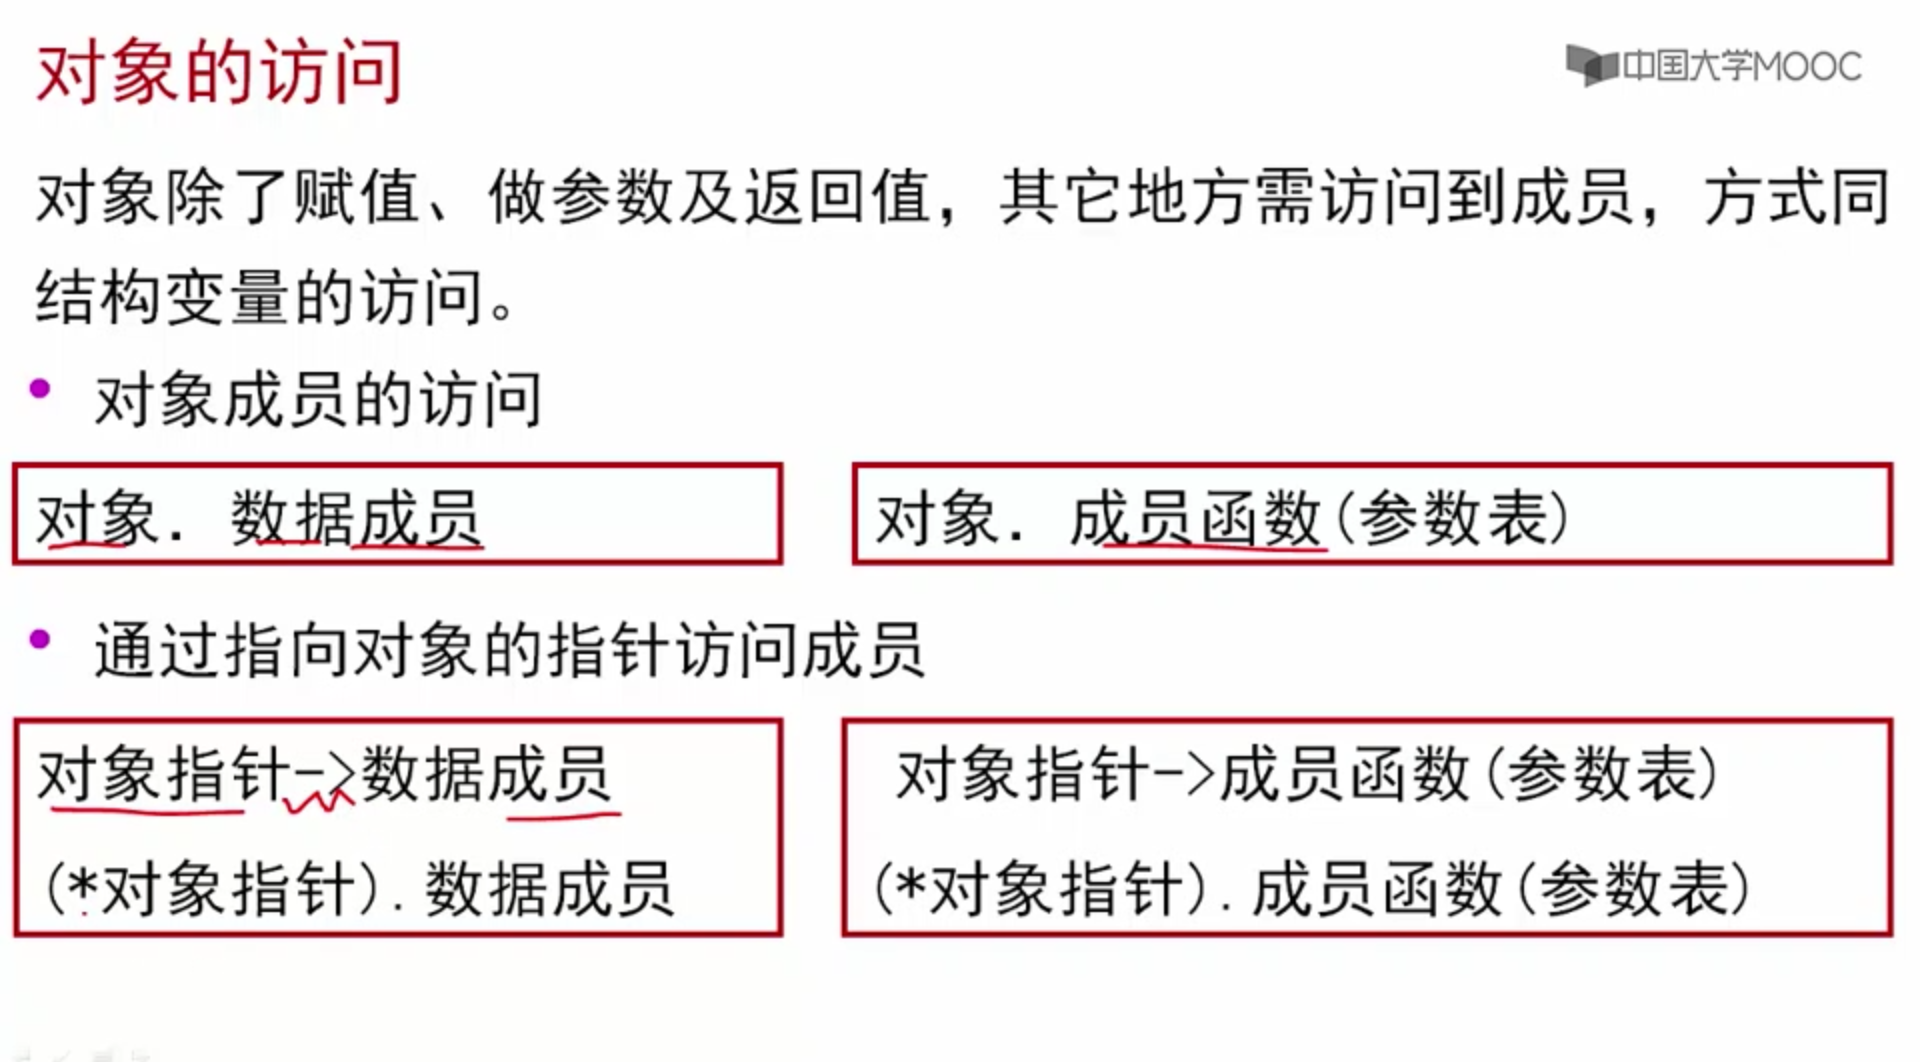 对象的访问
中国大学MOOC
对象除了赋值、做参数及返回值，其它地方需访问到成员，方式同
结构变量的访问。
• 对象成员的访问
对象．数据成员
对象．成员函数(参数表)
• 通过指向对象的指针访问成员
对象指针->数据成员
(*对象指针).数据成员
对象指针->成员函数(参数表)
(*对象指针).成员函数(参数表)